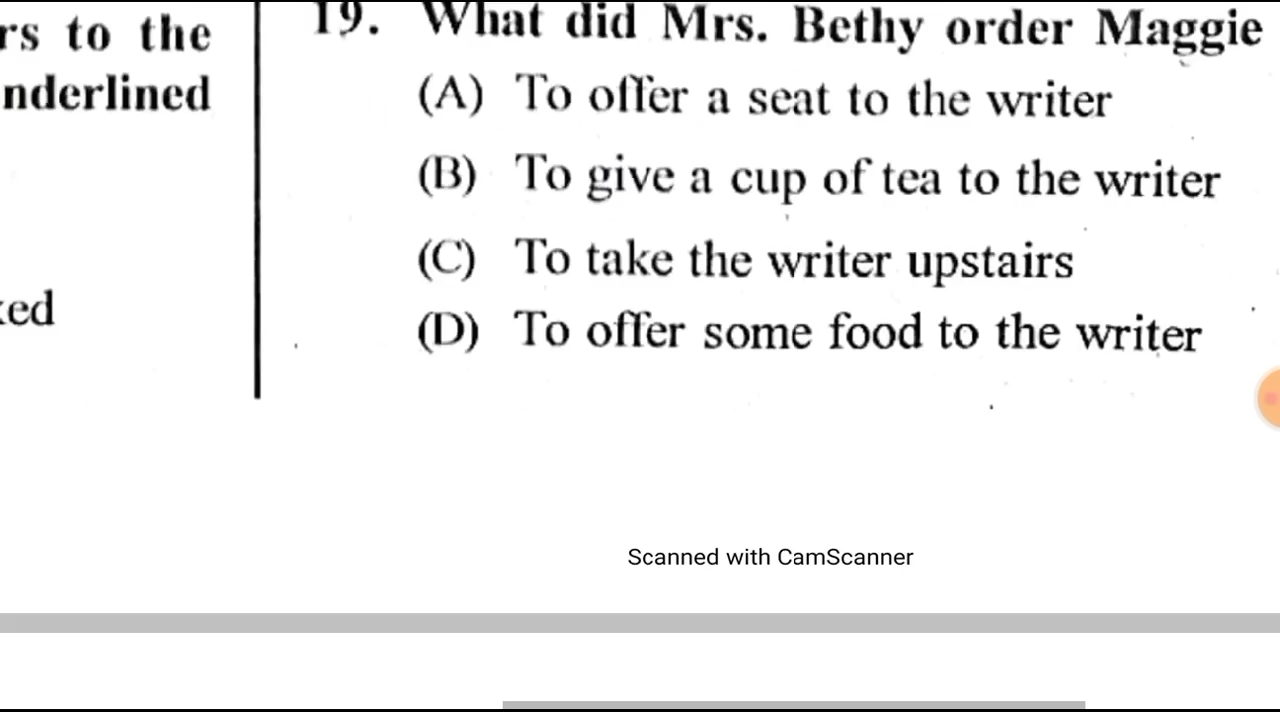 rs to the
nderlined
ked
19. What did Mrs. Bethy order Maggie
(A) To offer a seat to the writer
(B) To give a cup of tea to the writer
(C) To take the writer upstairs
(D) To offer some food to the writer
Scanned with CamScanner